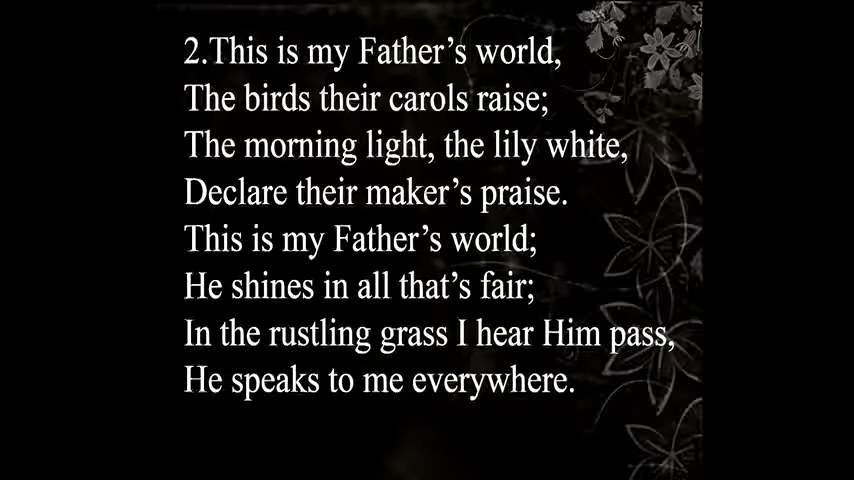 2.This is my Father’s world,
The birds their carols raise;
The morning light, the lily white,
Declare their maker’s praise.
This is my Father’s world;
He shines in all that’s fair;
In the rustling grass I hear Him pass,
He speaks to me everywhere.